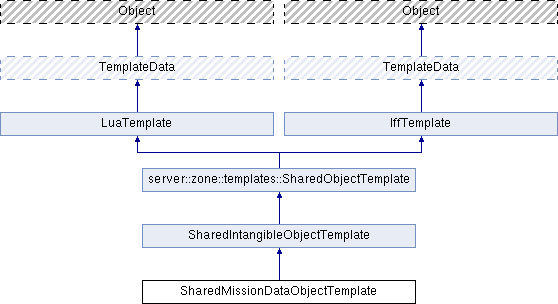 Object
Object
TemplateData
TemplateData
LuaTemplate
IffTemplate
server::zone::templates::SharedObjectTemplate
SharedIntangibleObjectTemplate
SharedMissionDataObjectTemplate